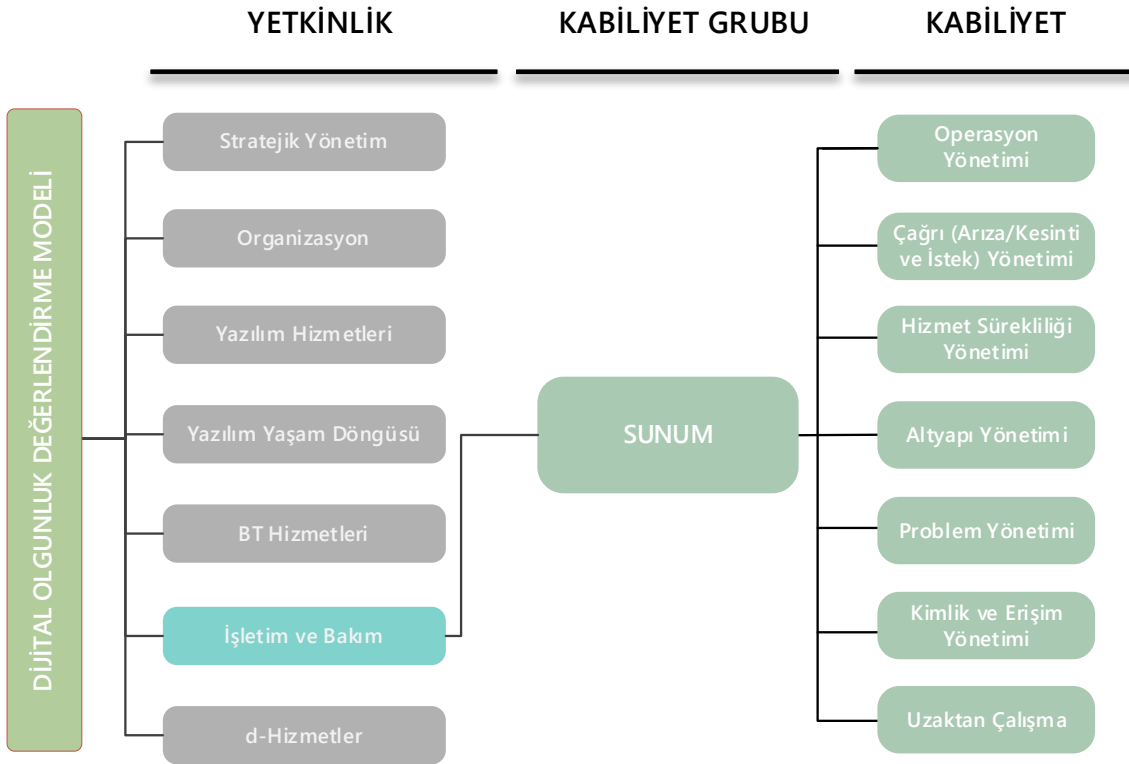 YETKİNLİK
KABİLİYET GRUBU
KABİLİYET
DİJİTAL OLGUNLUK DEĞERLENDİRME MODELİ
Stratejik Yönetim
Organizasyon
Yazılım Hizmetleri
Yazılım Yaşam Döngüsü
BT Hizmetleri
İşletim ve Bakım
d-Hizmetler
SUNUM
Operasyon
Yönetimi
Çağrı (Arıza/Kesinti
ve İstek) Yönetimi
Hizmet Sürekliliği
Yönetimi
Altyapı Yönetimi
Problem Yönetimi
Kimlik ve Erişim
Yönetimi
Uzaktan Çalışma